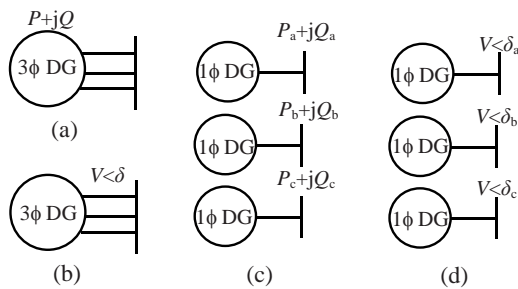 P+jQ
3ϕ DG
(a)
V<δ
3ϕ DG
(b)
Pa+jQa
1ϕ DG
Pb+jQb
1ϕ DG
Pc+jQc
1ϕ DG
(c)
V<δa
1ϕ DG
V<δb
1ϕ DG
V<δc
1ϕ DG
(d)